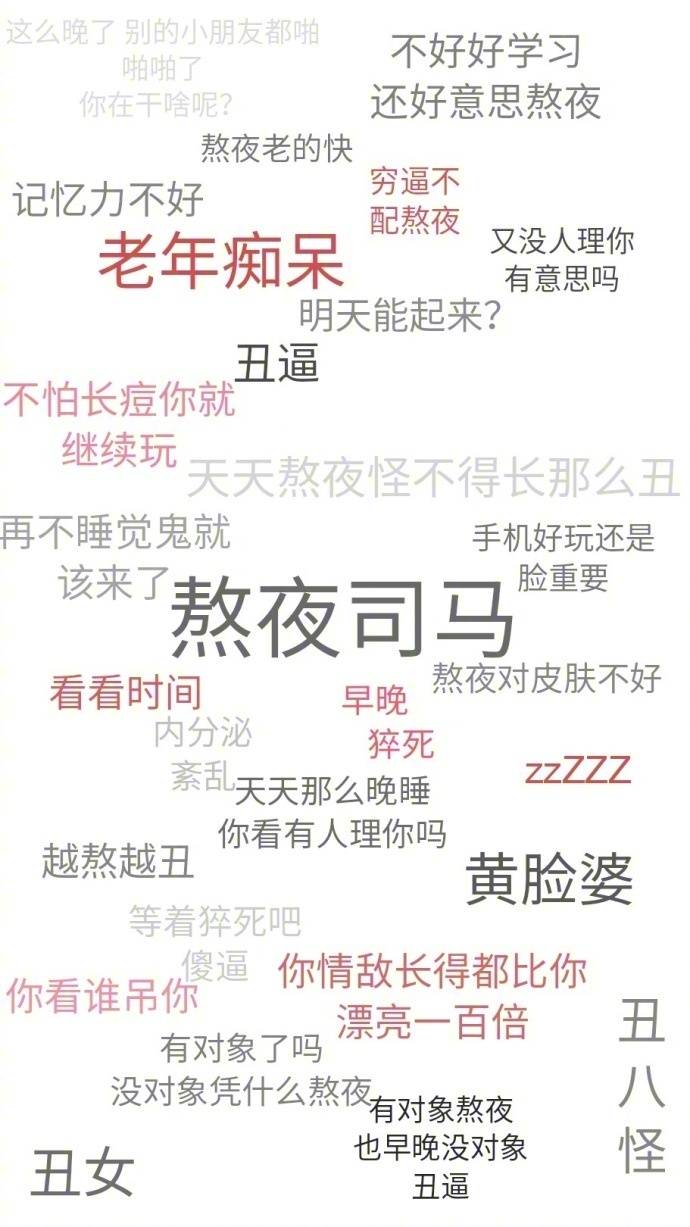 这么晚了 别的小朋友都啪
啪啪了
你在干啥呢?
不好好学习
还好意思熬夜
熬夜老的快
记忆力不好
穷逼不
配熬夜
老年痴呆
又没人理你
有意思吗
明天能起来?
丑逼
不怕长痘你就
继续玩
天天熬夜怪不得长那么丑
再不睡觉鬼就
该来了
手机好玩还是
脸重要
熬夜司马
看看时间
早晚
猝死
熬夜对皮肤不好
内分泌
紊乱
zzZZZ
天天那么晚睡
你看有人理你吗
越熬越丑
黄脸婆
等着猝死吧
傻逼
你情敌长得都比你
漂亮一百倍
你看谁吊你
有对象了吗
没对象凭什么熬夜
丑
八
怪
有对象熬夜
也早晚没对象
丑逼
丑女